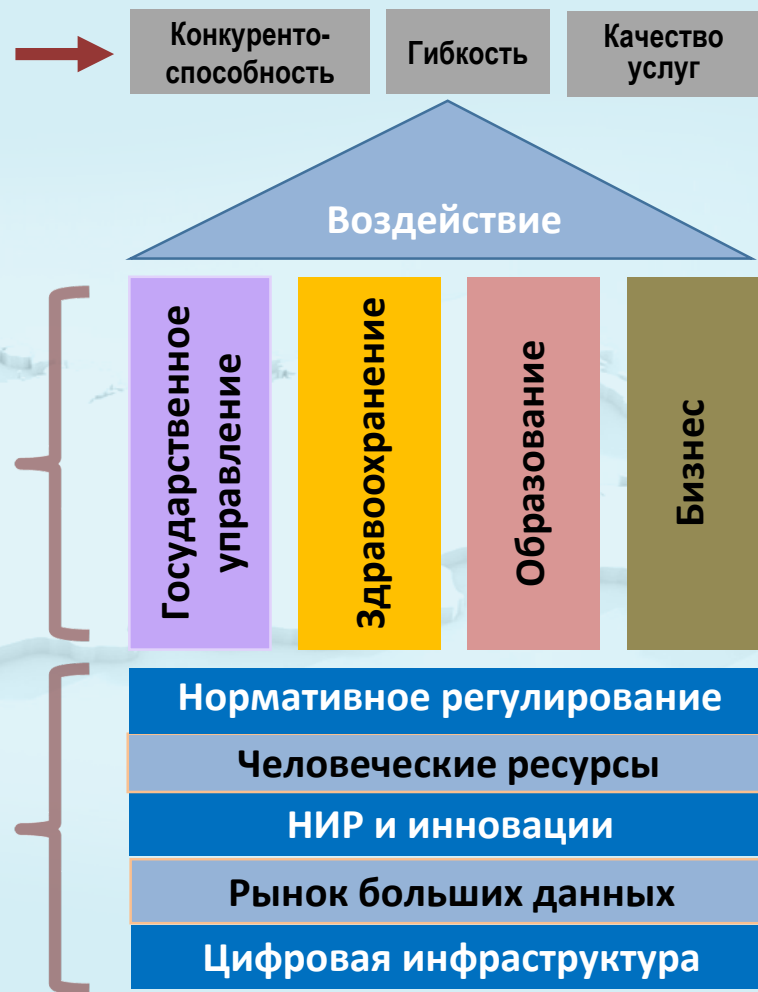 Конкуренто-
способность
Гибкость
Качество
услуг
Воздействие
Государственное
управление
Здравоохранение
Образование
Бизнес
Нормативное регулирование
Человеческие ресурсы
НИР и инновации
Рынок больших данных
Цифровая инфраструктура